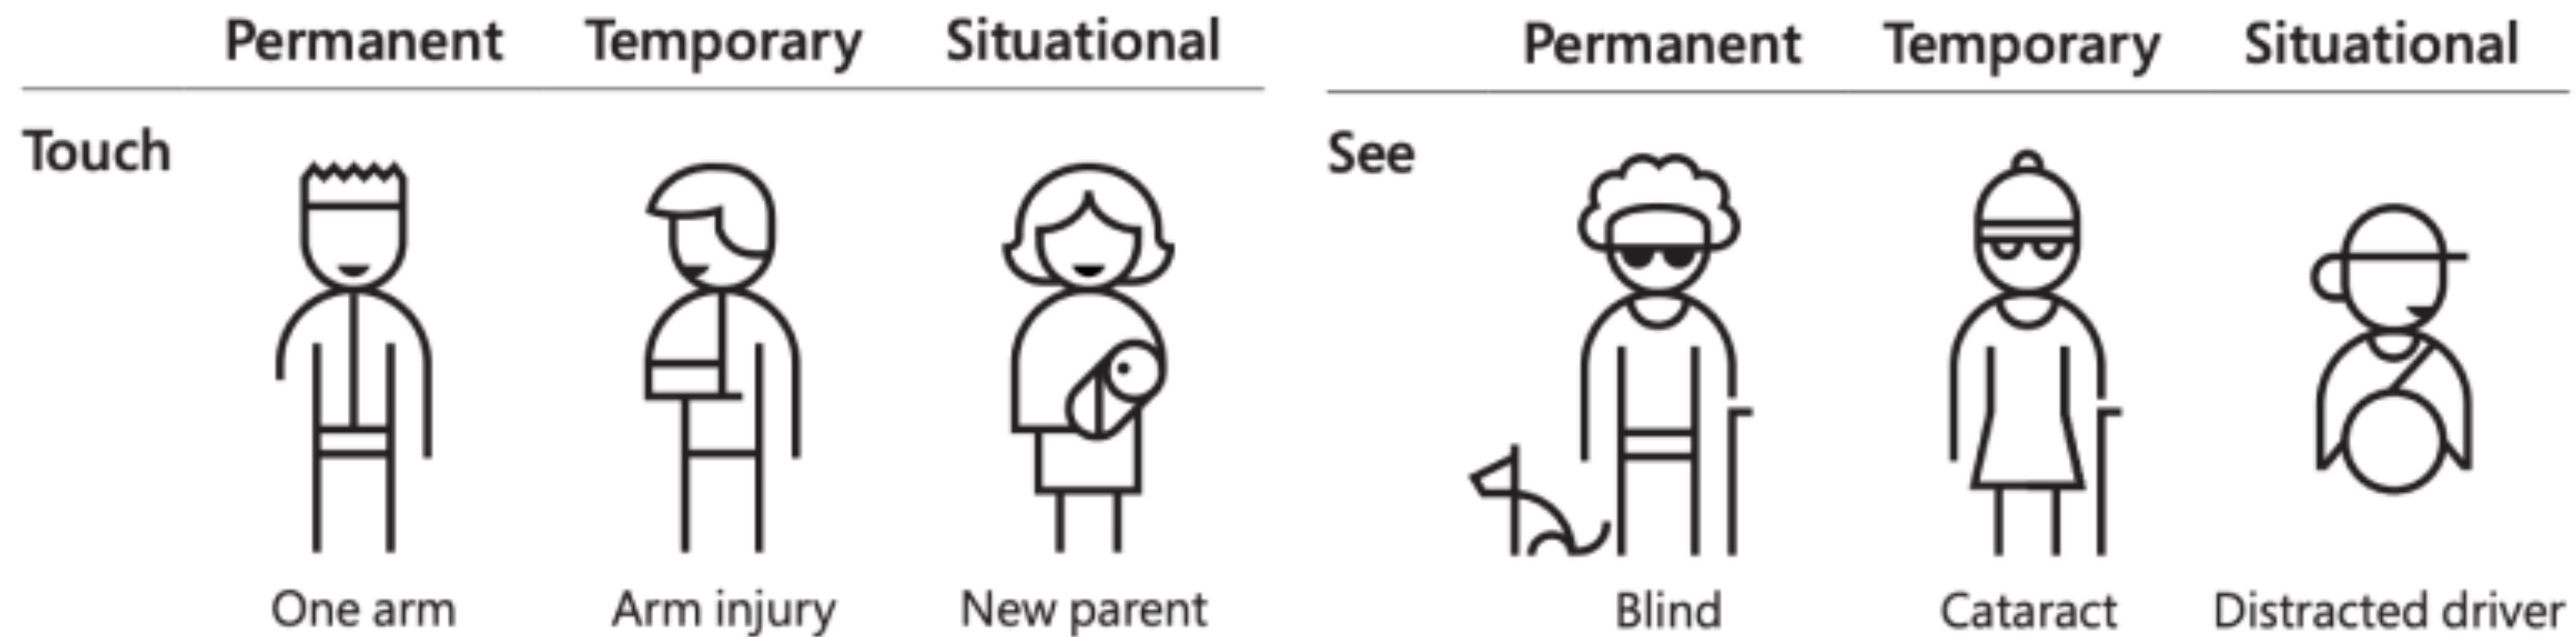 Permanent Temporary Situational
Touch
One arm Arm injury New parent
Permanent Temporary Situational
See
Blind Cataract Distracted driver